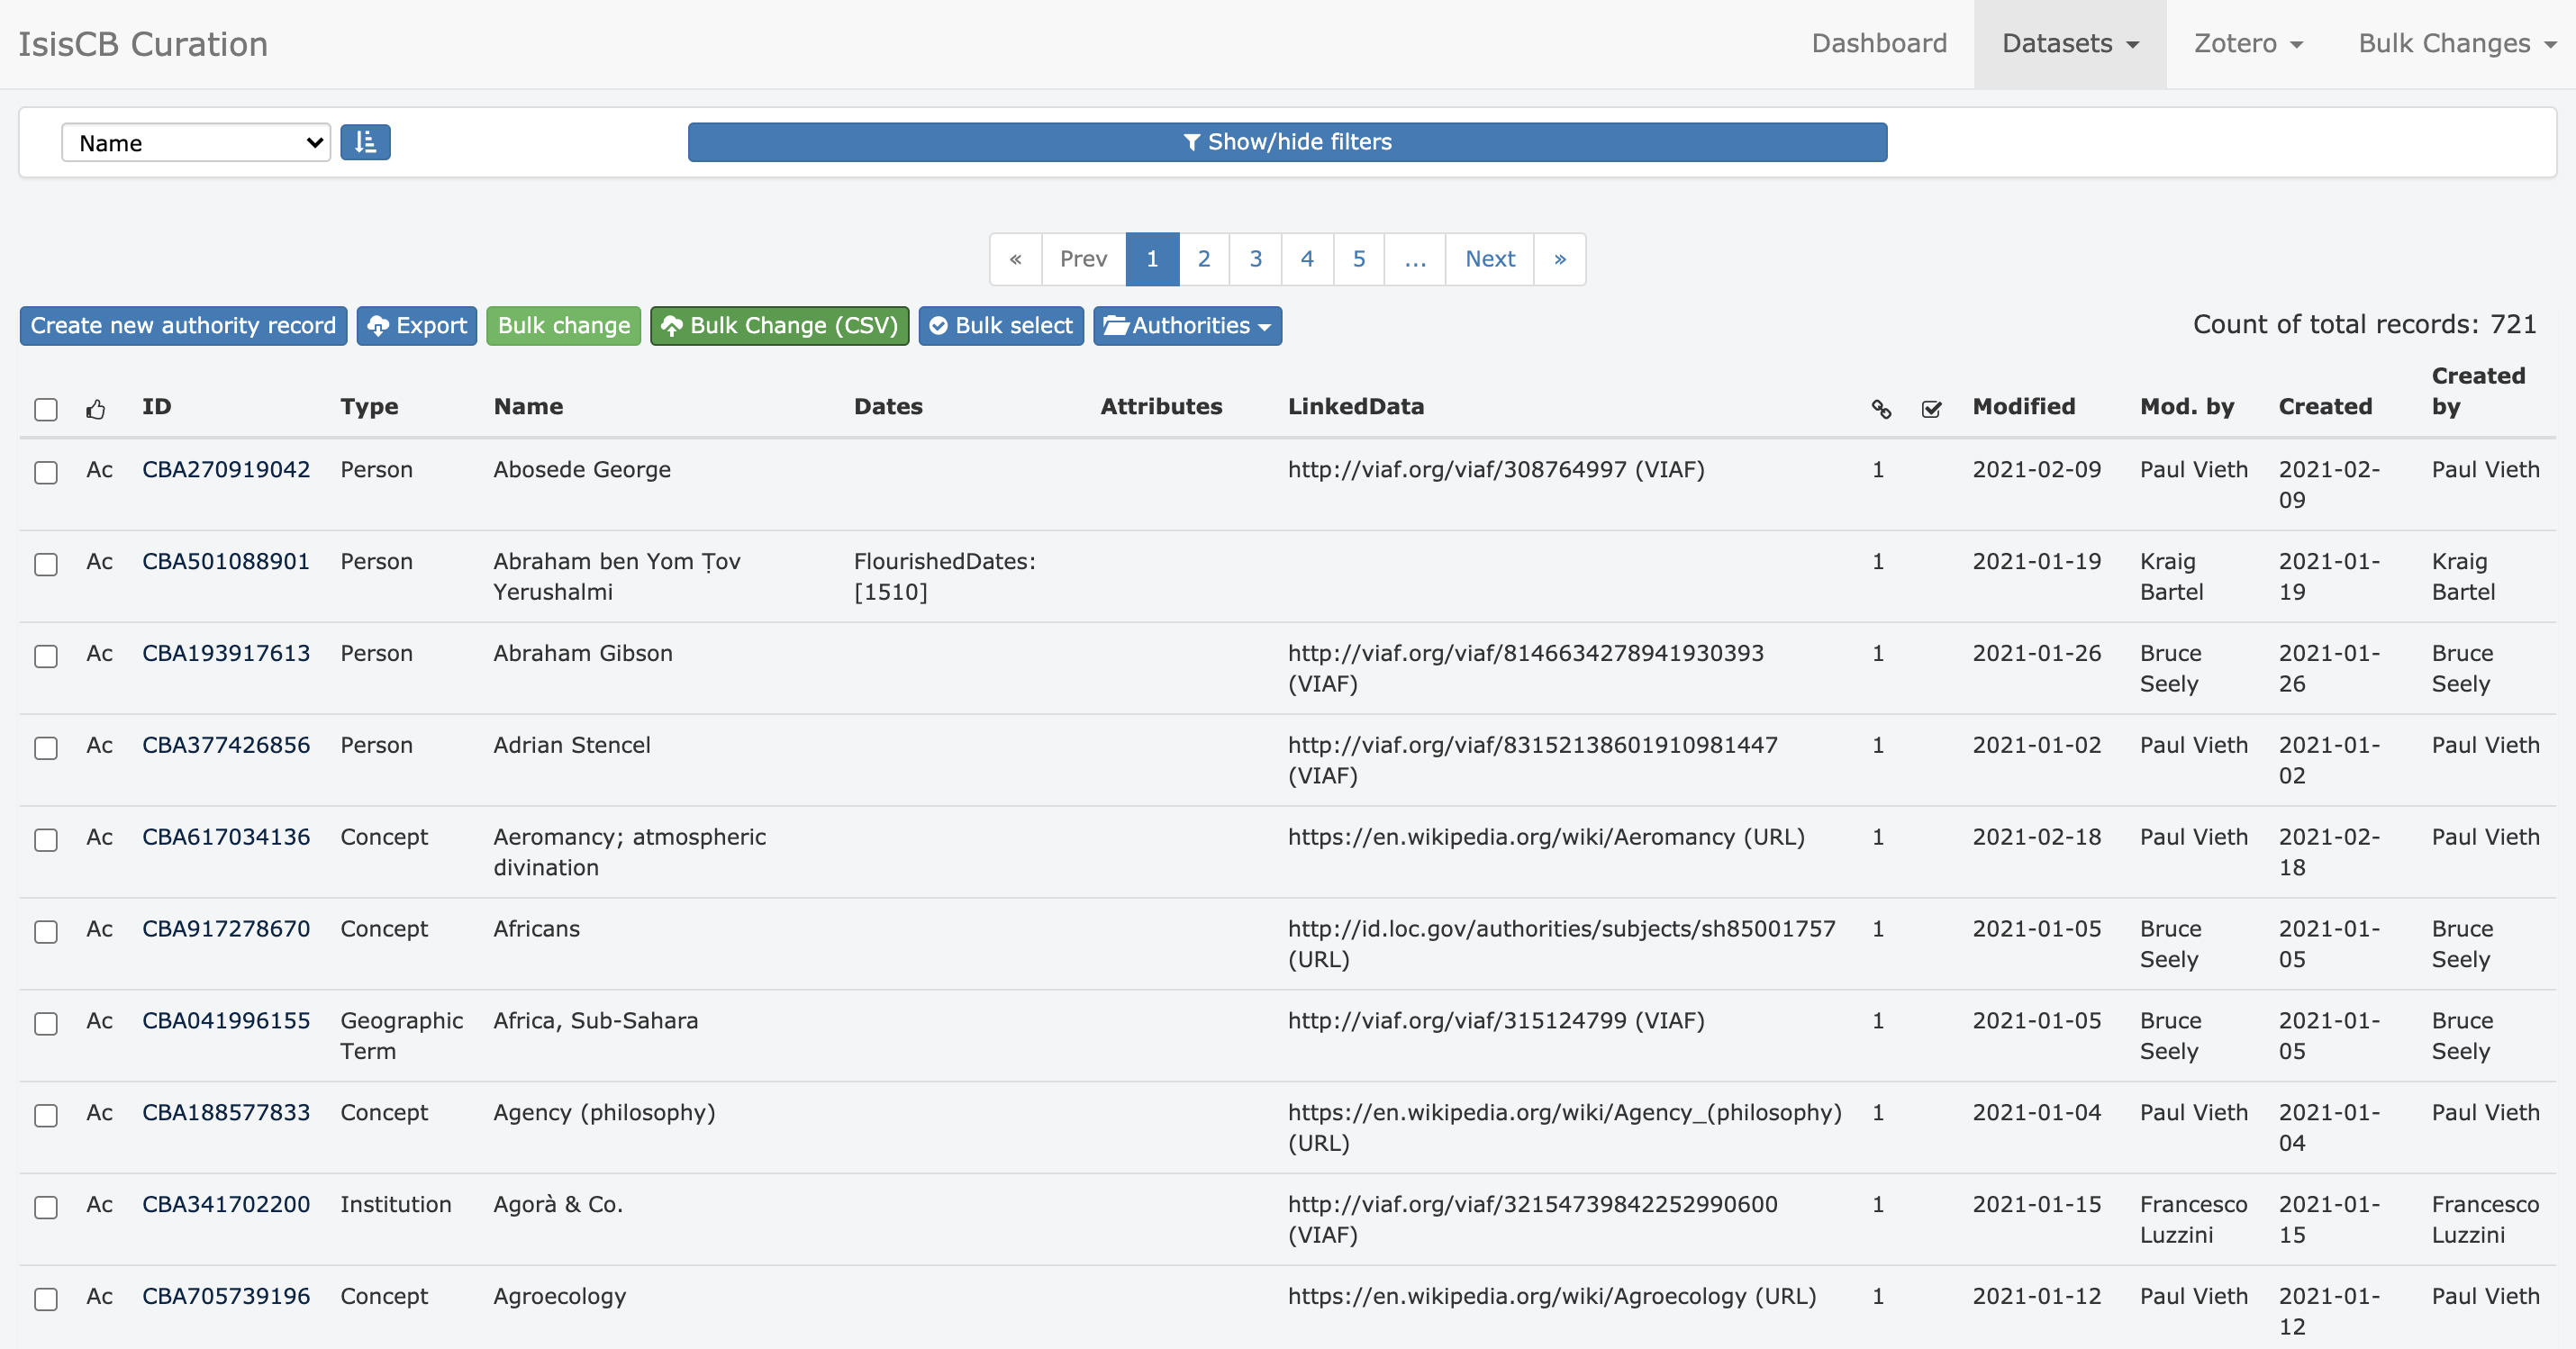 IsisCB Curation
Dashboard Datasets Zotero Bulk Changes
Name Show/hide filters
« Prev 1 2 3 4 5 ... Next »
Create new authority record Export Bulk change Bulk Change (CSV) Bulk select Authorities Count of total records: 721
ID Type Name Dates Attributes LinkedData Modified Mod. by Created Created by
Ac CBA270919042 Person Abosede George http://viaf.org/viaf/308764997 (VIAF) 1 2021-02-09 Paul Vieth 2021-02- Paul Vieth
09
Ac CBA501088901 Person Abraham ben Yom Ṭov FlourishedDates: 1 2021-01-19 Kraig 2021-01- Kraig
Yerushalmi [1510] Bartel 19 Bartel
Ac CBA193917613 Person Abraham Gibson http://viaf.org/viaf/8146634278941930393 1 2021-01-26 Bruce 2021-01- Bruce
(VIAF) Seely 26 Seely
Ac CBA377426856 Person Adrian Stencel http://viaf.org/viaf/83152138601910981447 1 2021-01-02 Paul Vieth 2021-01- Paul Vieth
(VIAF) 02
Ac CBA617034136 Concept Aeromancy; atmospheric https://en.wikipedia.org/wiki/Aeromancy (URL) 1 2021-02-18 Paul Vieth 2021-02- Paul Vieth
divination 18
Ac CBA917278670 Concept Africans http://id.loc.gov/authorities/subjects/sh85001757 1 2021-01-05 Bruce 2021-01- Bruce
(URL) Seely 05 Seely
Ac CBA041996155 Geographic Africa, Sub-Sahara http://viaf.org/viaf/315124799 (VIAF) 1 2021-01-05 Bruce 2021-01- Bruce
Term Seely 05 Seely
Ac CBA188577833 Concept Agency (philosophy) https://en.wikipedia.org/wiki/Agency_(philosophy) 1 2021-01-04 Paul Vieth 2021-01- Paul Vieth
(URL) 04
Ac CBA341702200 Institution Agorà & Co. http://viaf.org/viaf/32154739842252990600 1 2021-01-15 Francesco 2021-01- Francesco
(VIAF) Luzzini 15 Luzzini
Ac CBA705739196 Concept Agroecology https://en.wikipedia.org/wiki/Agroecology (URL) 1 2021-01-12 Paul Vieth 2021-01- Paul Vieth
12